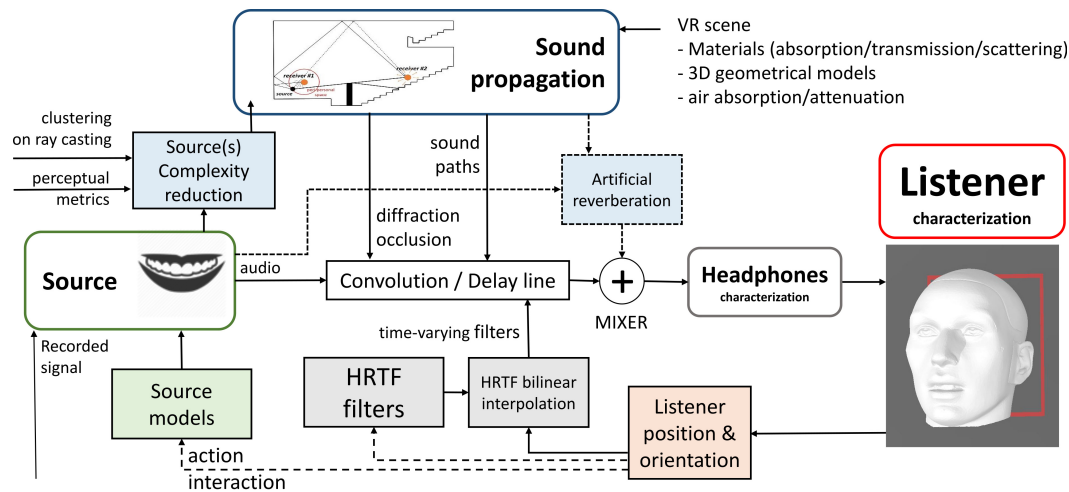 VR scene
- Materials (absorption/transmission/scattering)
- 3D geometrical models
- air absorption/attenuation
Sound
propagation
receiver #1
receiver #2
source
space
clustering
on ray casting
perceptual
metrics
Source(s)
Complexity
reduction
sound
paths
diffraction
occlusion
Artificial
reverberation
Listener
characterization
Source
audio
Convolution / Delay line
+
MIXER
Headphones
characterization
time-varying filters
Recorded
signal
Source
models
HRTF
filters
HRTF bilinear
interpolation
Listener
position &
orientation
action
interaction